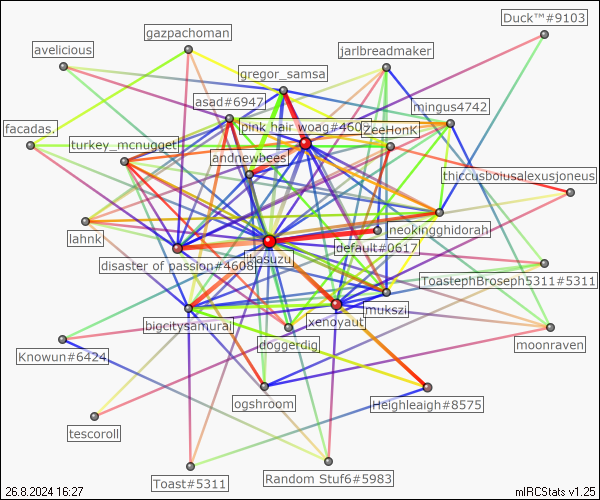 Duck™#9103
gazpachoman
avelicious
jarlbreadmaker
gregor_samsa
asad#6947
mingus4742
pink hair woag#4607
ZeeHonK
facadas.
turkey_mcnugget
andnewbees
thiccusboiusalexusjoneus
lahnk
neokingghidorah
default#0617
ikasuzu
disaster of passion#4608
ToastephBroseph5311#5311
mukszi
xenoyaut
bigcitysamurai
doggerdig
moonraven
Knowun#6424
ogshroom
Heighleaigh#8575
tescoroll
Toast#5311
Random Stuf6#5983
26.8.2024 16:27
mIRCStats v1.25